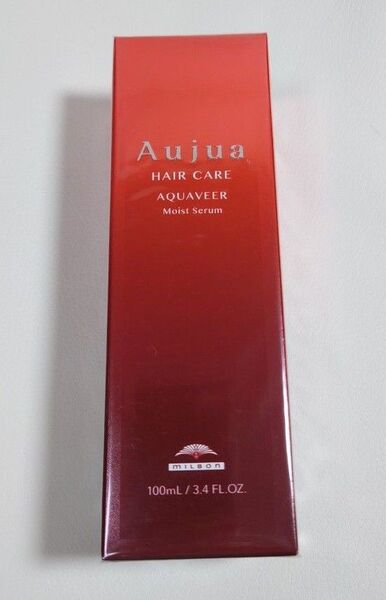 Aujua
HAIR CARE
AQUAVEER
Moist Serum
MILBON
100mL / 3.4 FL.OZ.